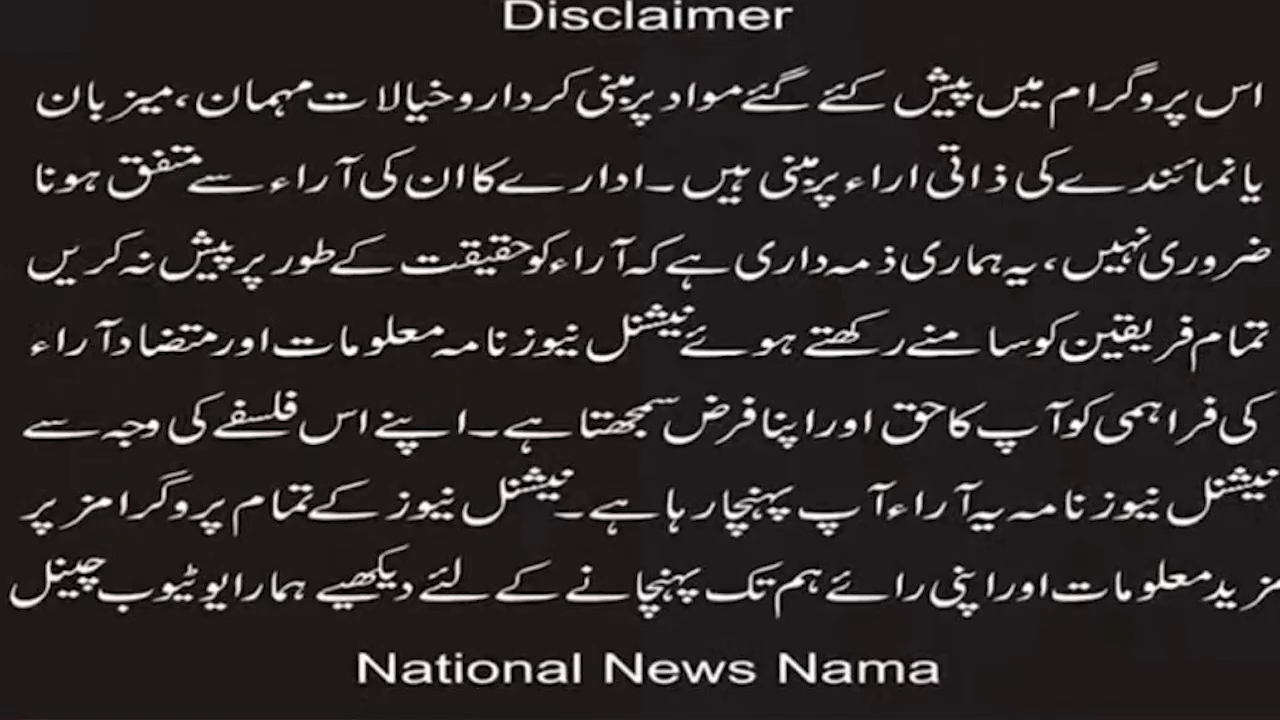 Disclaimer
اس پروگرام میں پیش کئے گئے مواد پر مبنی کردار و خیالات مہمان، میزبان
یا نمائندے کی ذاتی اراء پر مبنی ہیں۔ ادارے کا ان کی آراء سے متفق ہونا
ضروری نہیں، یہ ہماری ذمہ داری ہے کہ آراء کو حقیقت کے طور پر پیش نہ کریں
تمام فریقین کو سامنے رکھتے ہوئے نیشنل نیوز نامہ معلومات اور متضاد آراء
کی فراہمی کو آپ کا حق اور اپنا فرض سمجھتا ہے۔ اپنے اس فلسفے کی وجہ سے
نیشنل نیوز نامہ یہ آراء آپ پہنچا رہا ہے۔ نیشنل نیوز کے تمام پروگرامز پر
مزید معلومات اور اپنی رائے ہم تک پہنچانے کے لئے دیکھیے ہمارا یوٹیوب چینل
National News Nama